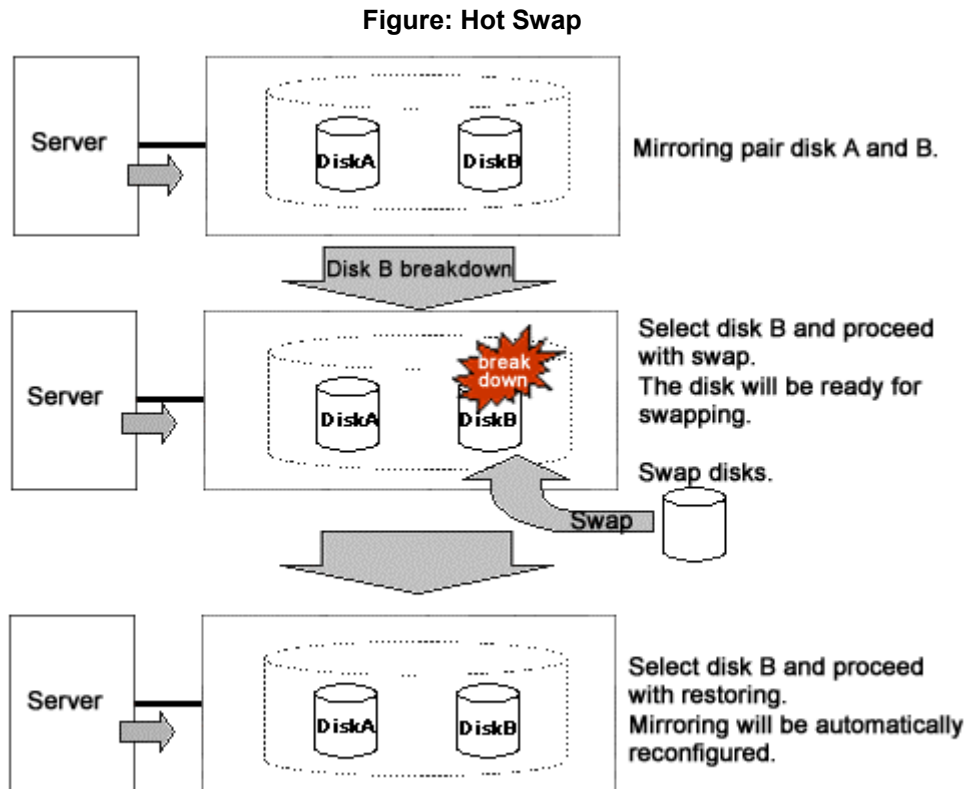 Figure: Hot Swap
Server
DiskA
DiskB
Mirroring pair disk A and B.
Disk B breakdown
Server
DiskA
break
down
DiskB
Select disk B and proceed
with swap.
The disk will be ready for
swapping.
Swap disks.
Swap
Server
DiskA
DiskB
Select disk B and proceed
with restoring.
Mirroring will be automatically
reconfigured.